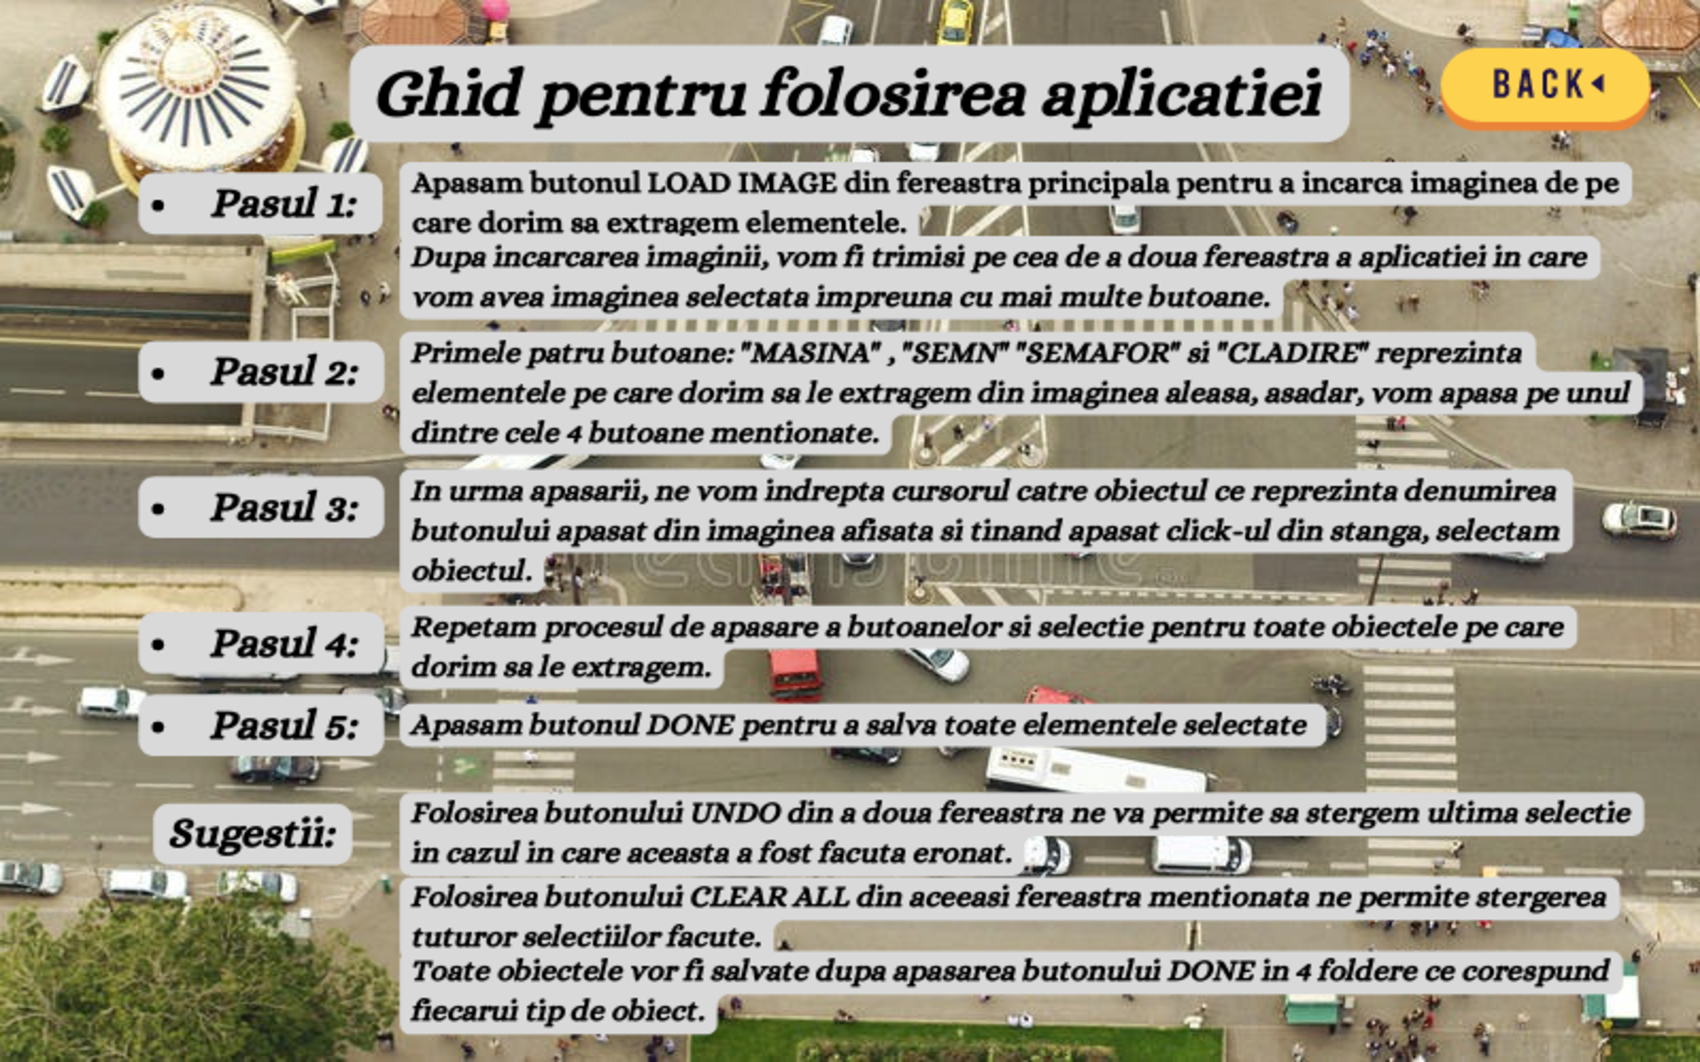 Ghid pentru folosirea aplicatiei
BACK
• Pasul 1:
Apasam butonul LOAD IMAGE din fereastra principala pentru a incarca imaginea de pe
care dorim sa extragem elementele.
Dupa incarcarea imaginii, vom fi trimisi pe cea de a doua fereastra a aplicatiei in care
vom avea imaginea selectata impreuna cu mai multe butoane.
• Pasul 2:
Primele patru butoane: "MASINA" , "SEMN" "SEMAFOR" si "CLADIRE" reprezinta
elementele pe care dorim sa le extragem din imaginea aleasa, asadar, vom apasa pe unul
dintre cele 4 butoane mentionate.
• Pasul 3:
In urma apasarii, ne vom indrepta cursorul catre obiectul ce reprezinta denumirea
butonului apasat din imaginea afisata si tinand apasat click-ul din stanga, selectam
obiectul.
• Pasul 4:
Repetam procesul de apasare a butoanelor si selectie pentru toate obiectele pe care
dorim sa le extragem.
• Pasul 5:
Apasam butonul DONE pentru a salva toate elementele selectate
Sugestii:
Folosirea butonului UNDO din a doua fereastra ne va permite sa stergem ultima selectie
in cazul in care aceasta a fost facuta eronat.
Folosirea butonului CLEAR ALL din aceeasi fereastra mentionata ne permite stergerea
tuturor selectiilor facute.
Toate obiectele vor fi salvate dupa apasarea butonului DONE in 4 foldere ce corespund
fiecarui tip de obiect.